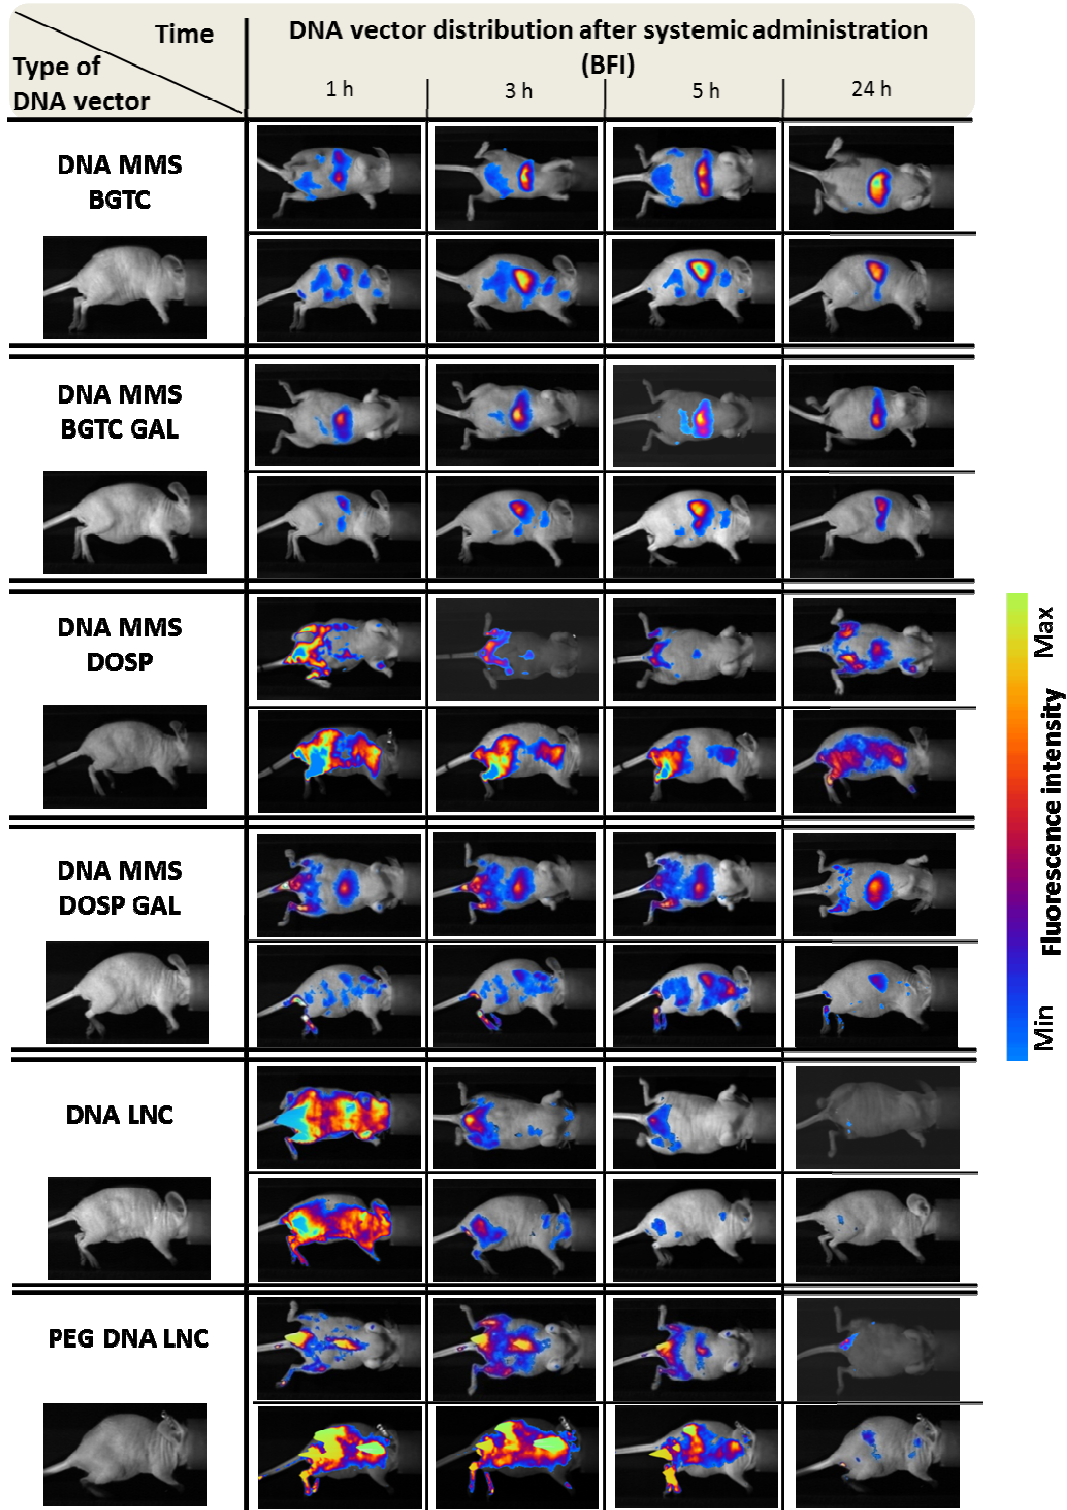 Time
Type of
DNA vector
DNA vector distribution after systemic administration
(BFI)
1 h
3 h
5 h
24 h
DNA MMS
BGTC
DNA MMS
BGTC GAL
DNA MMS
DOSP
DNA MMS
DOSP GAL
DNA LNC
PEG DNA LNC
Min
Fluorescence intensity
Max